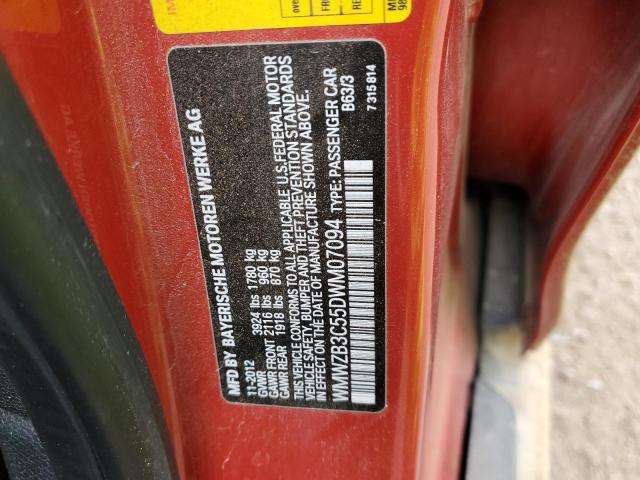 MFD BY BAYERISCHE MOTOREN WERKE AG
11-2012
GVWR 3924 lbs 1780 kg
GAWR FRONT 2116 lbs 960 kg
GAWR REAR 1918 lbs 870 kg
THIS VEHICLE CONFORMS TO ALL APPLICABLE U.S.FEDERAL MOTOR
VEHICLE SAFETY, BUMPER, AND THEFT PREVENTION STANDARDS
IN EFFECT ON THE DATE OF MANUFACTURE SHOWN ABOVE.
WMWZB3C55DWM07094 TYPE: PASSENGER CAR
B63/3
7315814